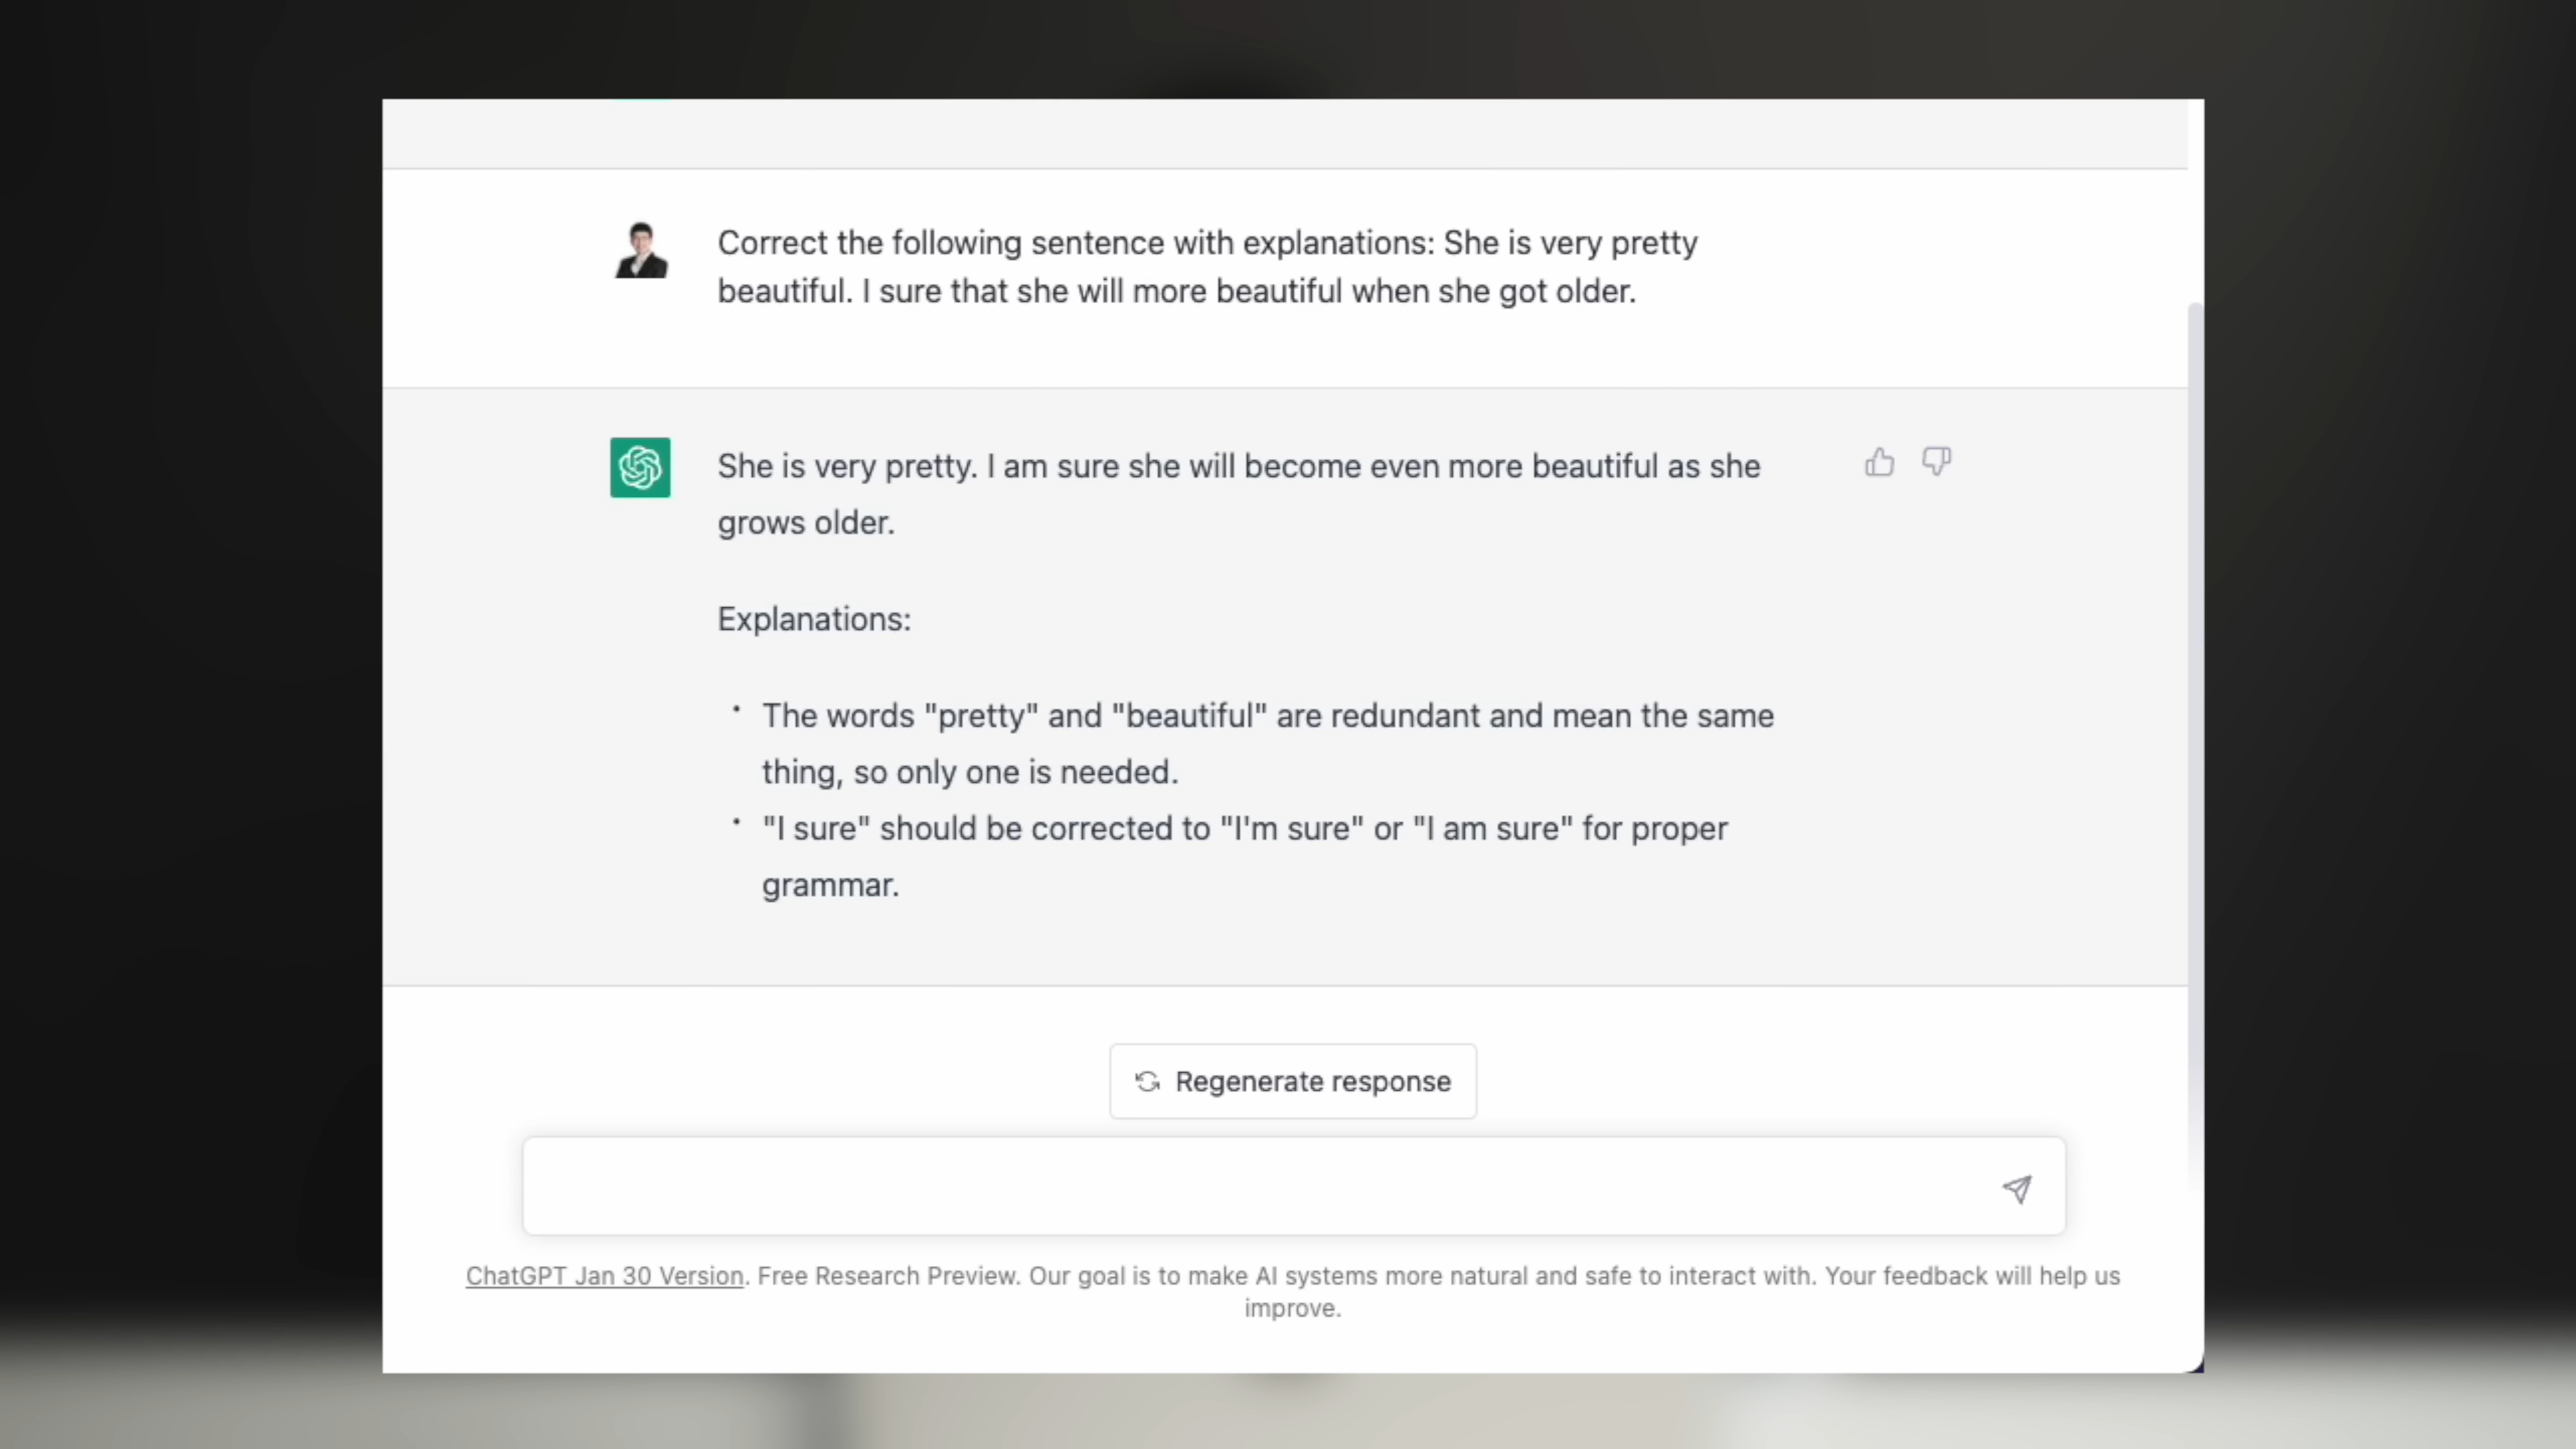 Correct the following sentence with explanations: She is very pretty
beautiful. I sure that she will more beautiful when she got older.
She is very pretty. I am sure she will become even more beautiful as she
grows older.
Explanations:
• The words "pretty" and "beautiful" are redundant and mean the same
thing, so only one is needed.
• "I sure" should be corrected to "I'm sure" or "I am sure" for proper
grammar.
Regenerate response
ChatGPT Jan 30 Version. Free Research Preview. Our goal is to make AI systems more natural and safe to interact with. Your feedback will help us
improve.